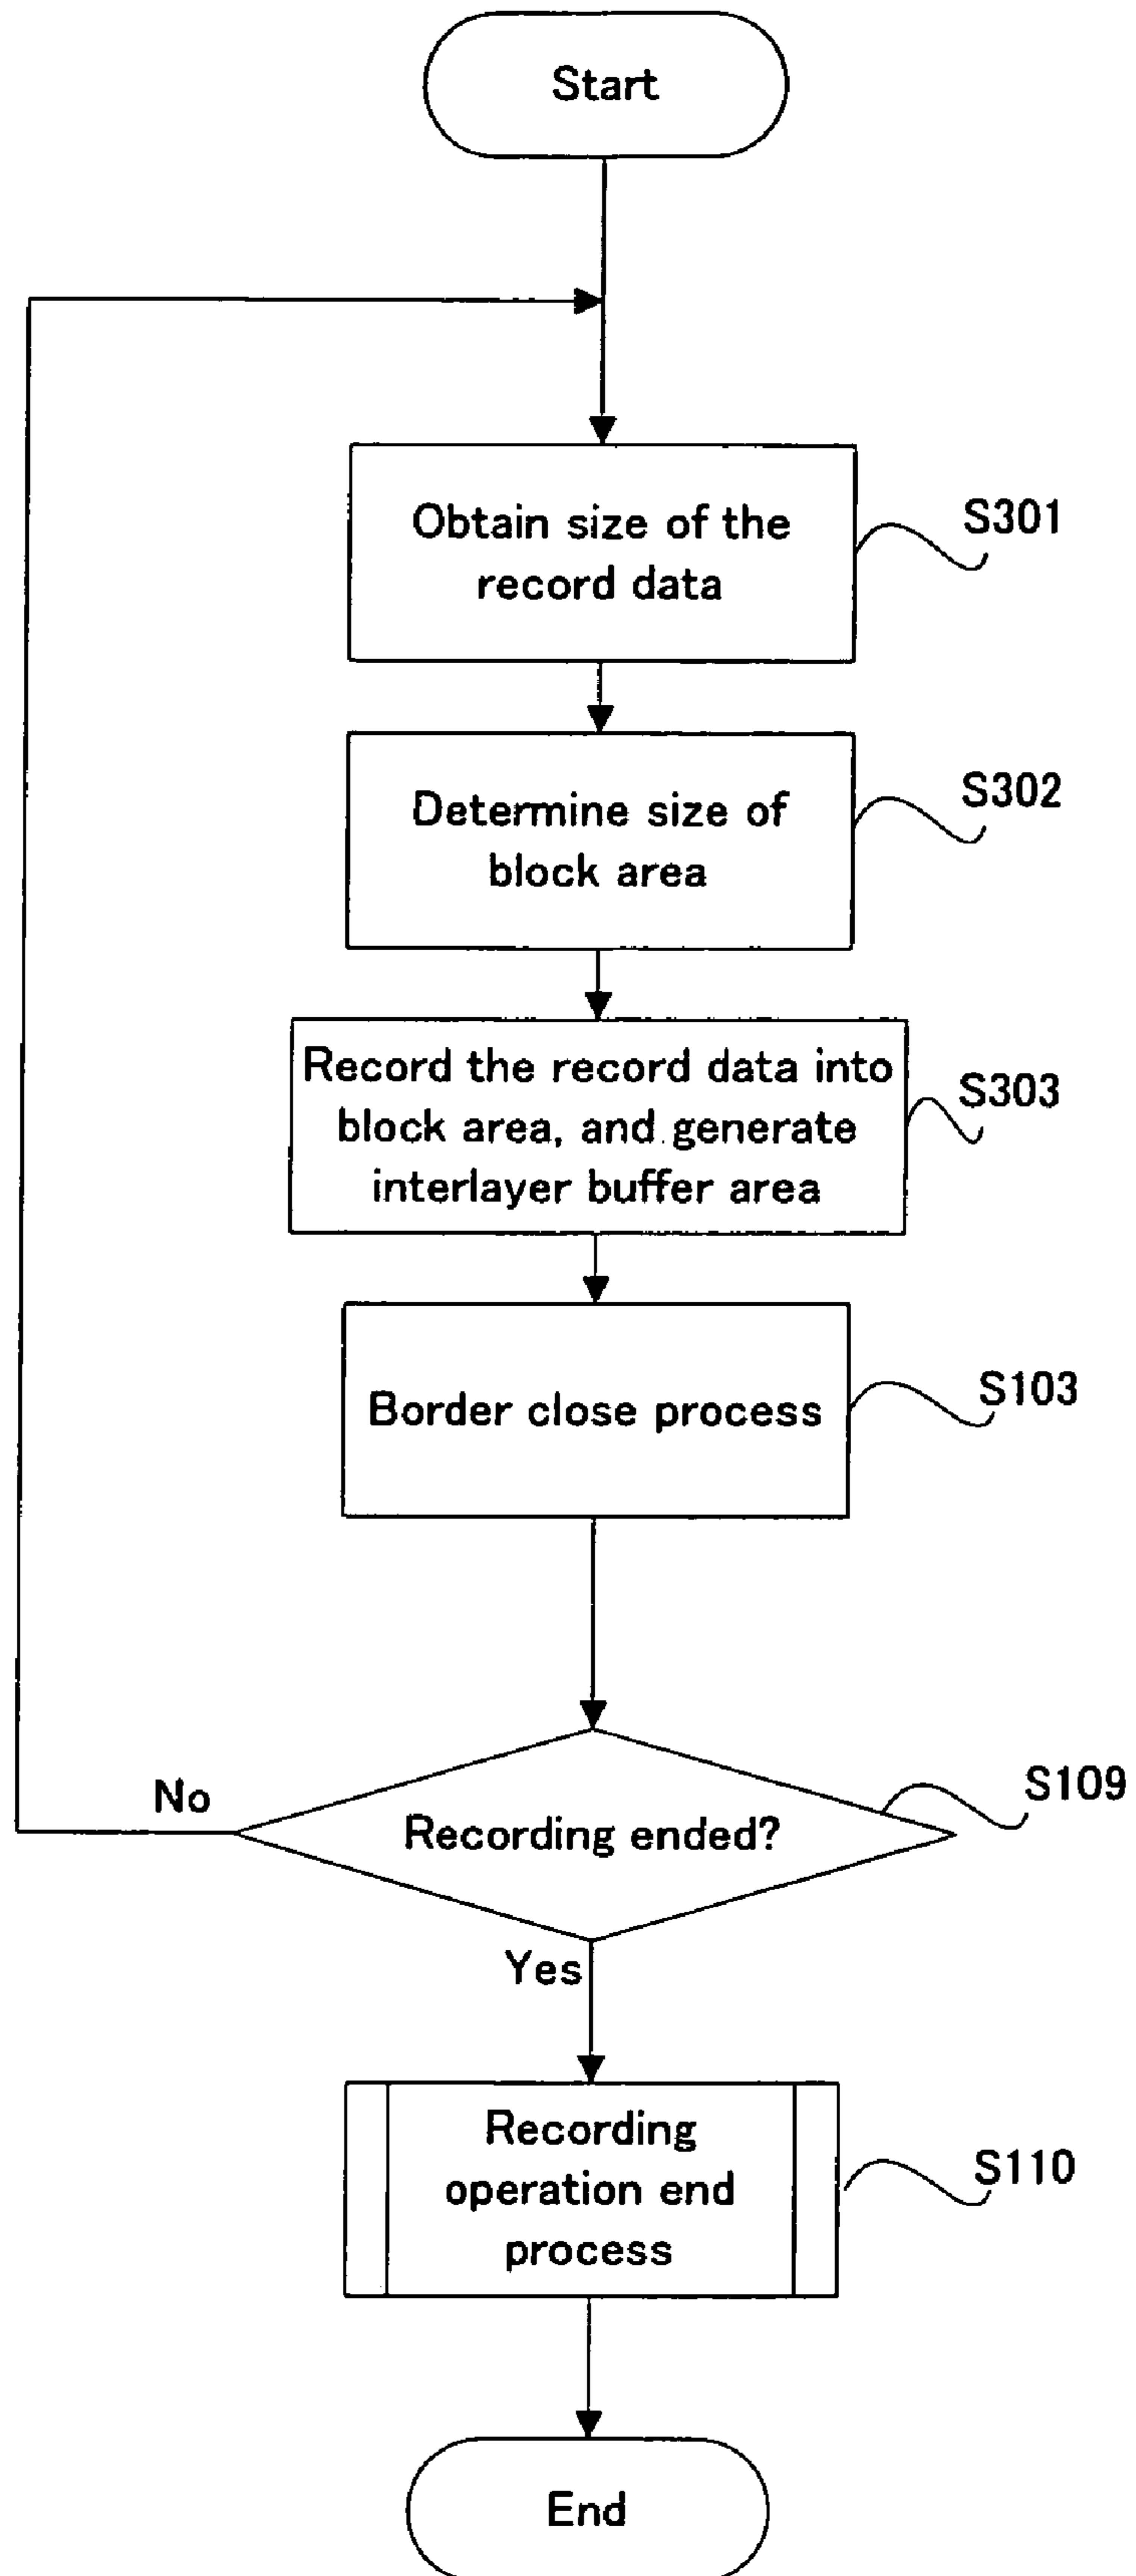 Start
Obtain size of the
record data
S301
Determine size of
block area
S302
Record the record data into
block area, and generate
interlayer buffer area
S303
Border close process
S103
No
Recording ended?
S109
Yes
Recording
operation end
process
S110
End